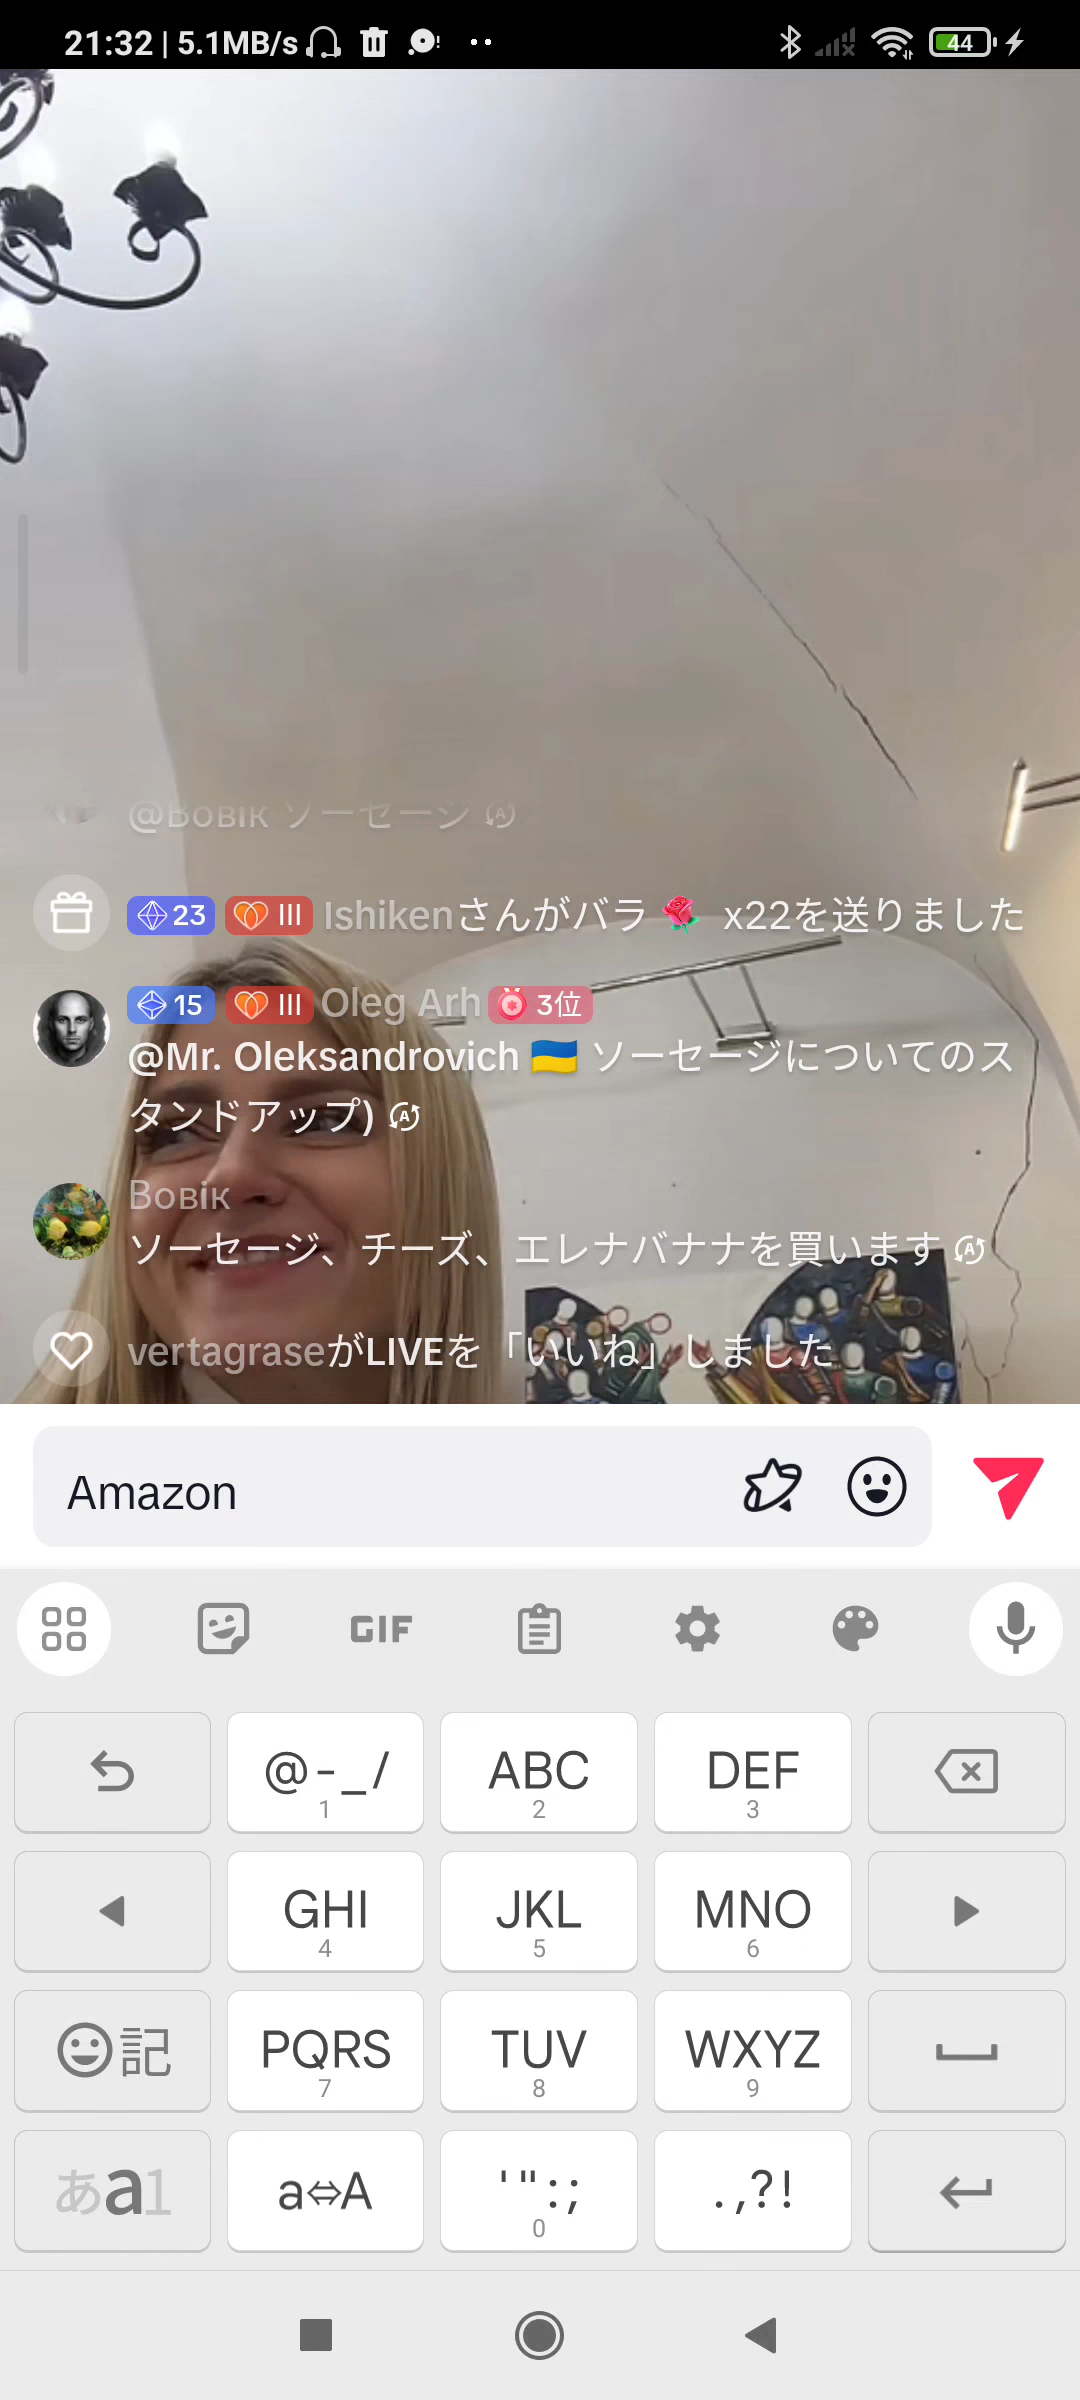 21:32 | 5.1MB/s
44
@Вовік ソーセージ
23 III Ishikenさんがバラ x22を送りました
15 III Oleg Arh 3位
@Mr. Oleksandrovich 🇺🇦 ソーセージについてのス
タンドアップ)
Вовік
ソーセージ、チーズ、エレナバナナを買います
vertagraseがLIVEを「いいね」しました
Amazon
GIF
@-_/ ABC DEF
1 2 3
GHI JKL MNO
4 5 6
記 PQRS TUV WXYZ
7 8 9
あa1 a⇔A '":; .,?!
0